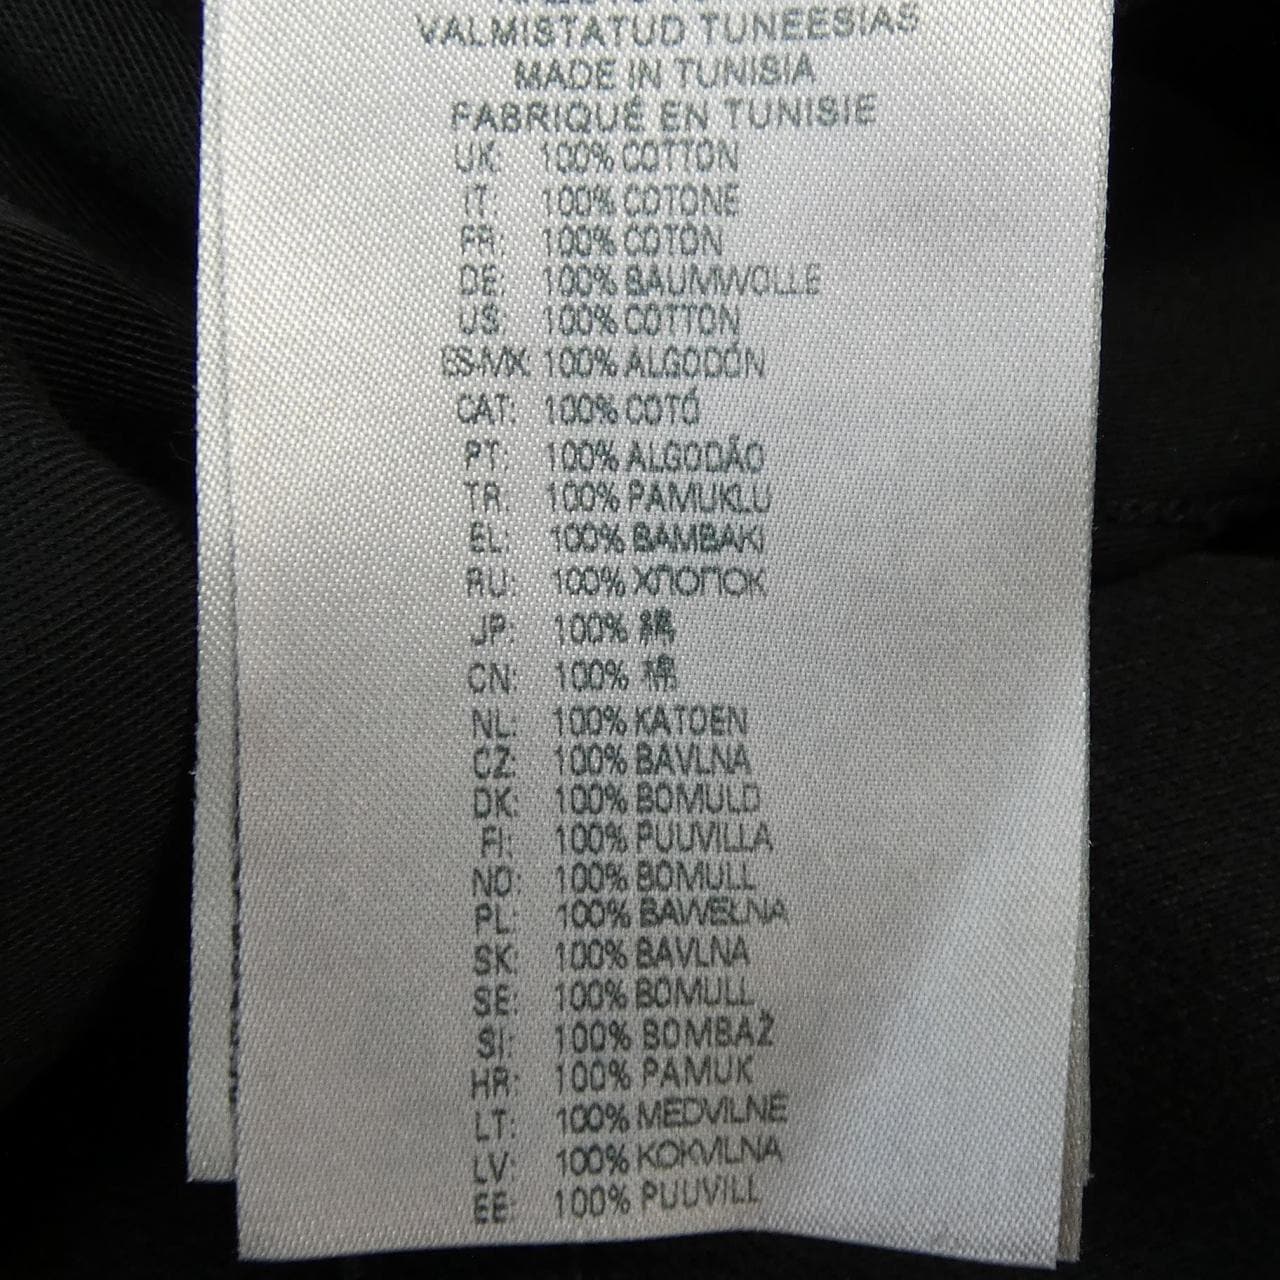 VALMISTATUD TUNEESIAS
MADE IN TUNISIA
FABRIQUÉ EN TUNISIE
UK: 100% COTTON
IT: 100% COTONE
FR: 100% COTON
DE: 100% BAUMWOLLE
US: 100% COTTON
ES-MX: 100% ALGODÓN
CAT: 100% COTÓ
PT: 100% ALGODÃO
TR: 100% PAMUKLU
EL: 100% BAMBAKI
RU: 100% ХЛОПОК
JP: 100% 綿
CN: 100% 棉
NL: 100% KATOEN
CZ: 100% BAVLNA
DK: 100% BOMULD
FI: 100% PUUVILLA
NO: 100% BOMULL
PL: 100% BAWEŁNA
SK: 100% BAVLNA
SE: 100% BOMULL
SI: 100% BOMBAŽ
HR: 100% PAMUK
LT: 100% MEDVILNĖ
LV: 100% KOKVILNA
EE: 100% PUUVILL